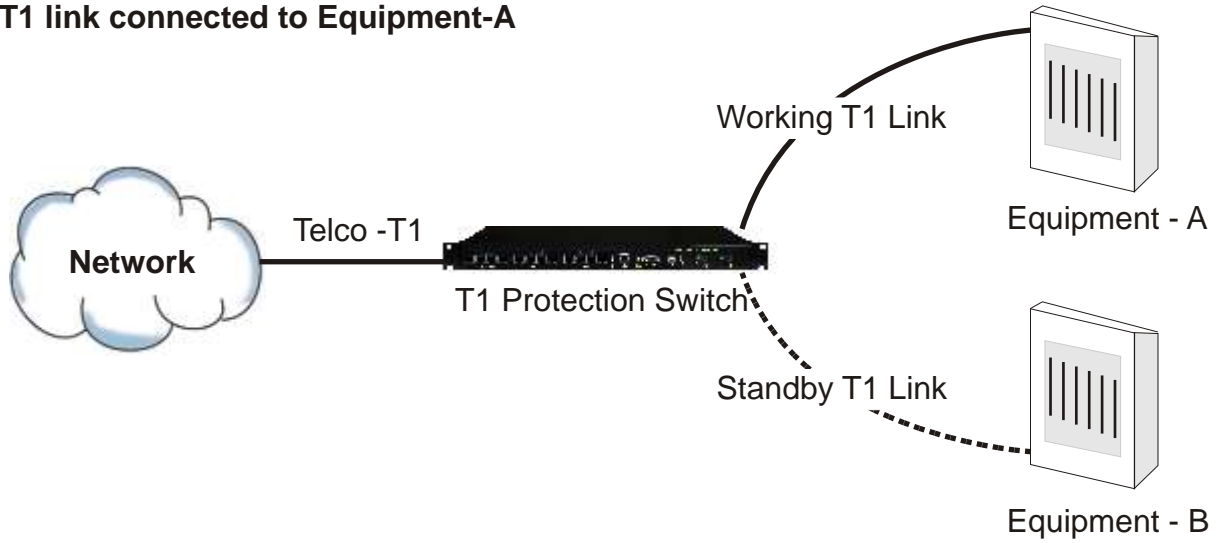 T1 link connected to Equipment-A
Working T1 Link
Equipment - A
Telco -T1
Network
T1 Protection Switch
Standby T1 Link
Equipment - B